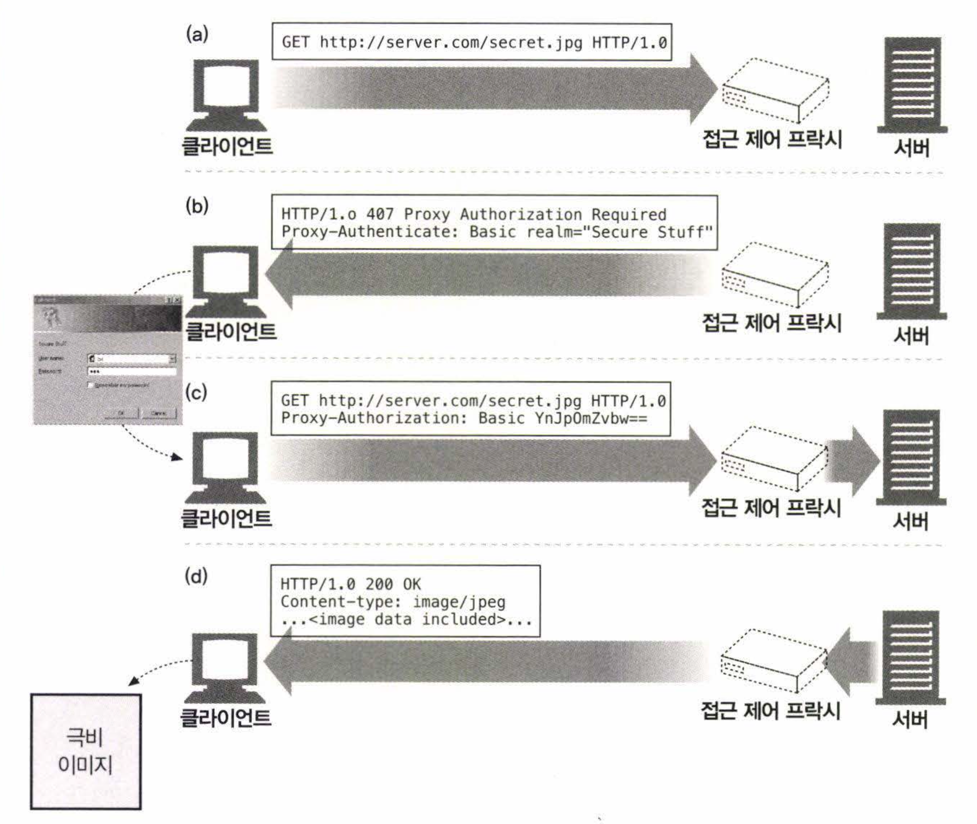 (a)
GET http://server.com/secret.jpg HTTP/1.0
클라이언트
접근 제어 프락시
서버
(b)
HTTP/1.o 407 Proxy Authorization Required
Proxy-Authenticate: Basic realm="Secure Stuff"
클라이언트
접근 제어 프락시
서버
Secure Stuff
User name:
Password:
Remember my password
OK
Cancel
(c)
GET http://server.com/secret.jpg HTTP/1.0
Proxy-Authorization: Basic YnJpOmZvbw==
클라이언트
접근 제어 프락시
서버
(d)
HTTP/1.0 200 OK
Content-type: image/jpeg
...<image data included>...
클라이언트
접근 제어 프락시
서버
극비
이미지